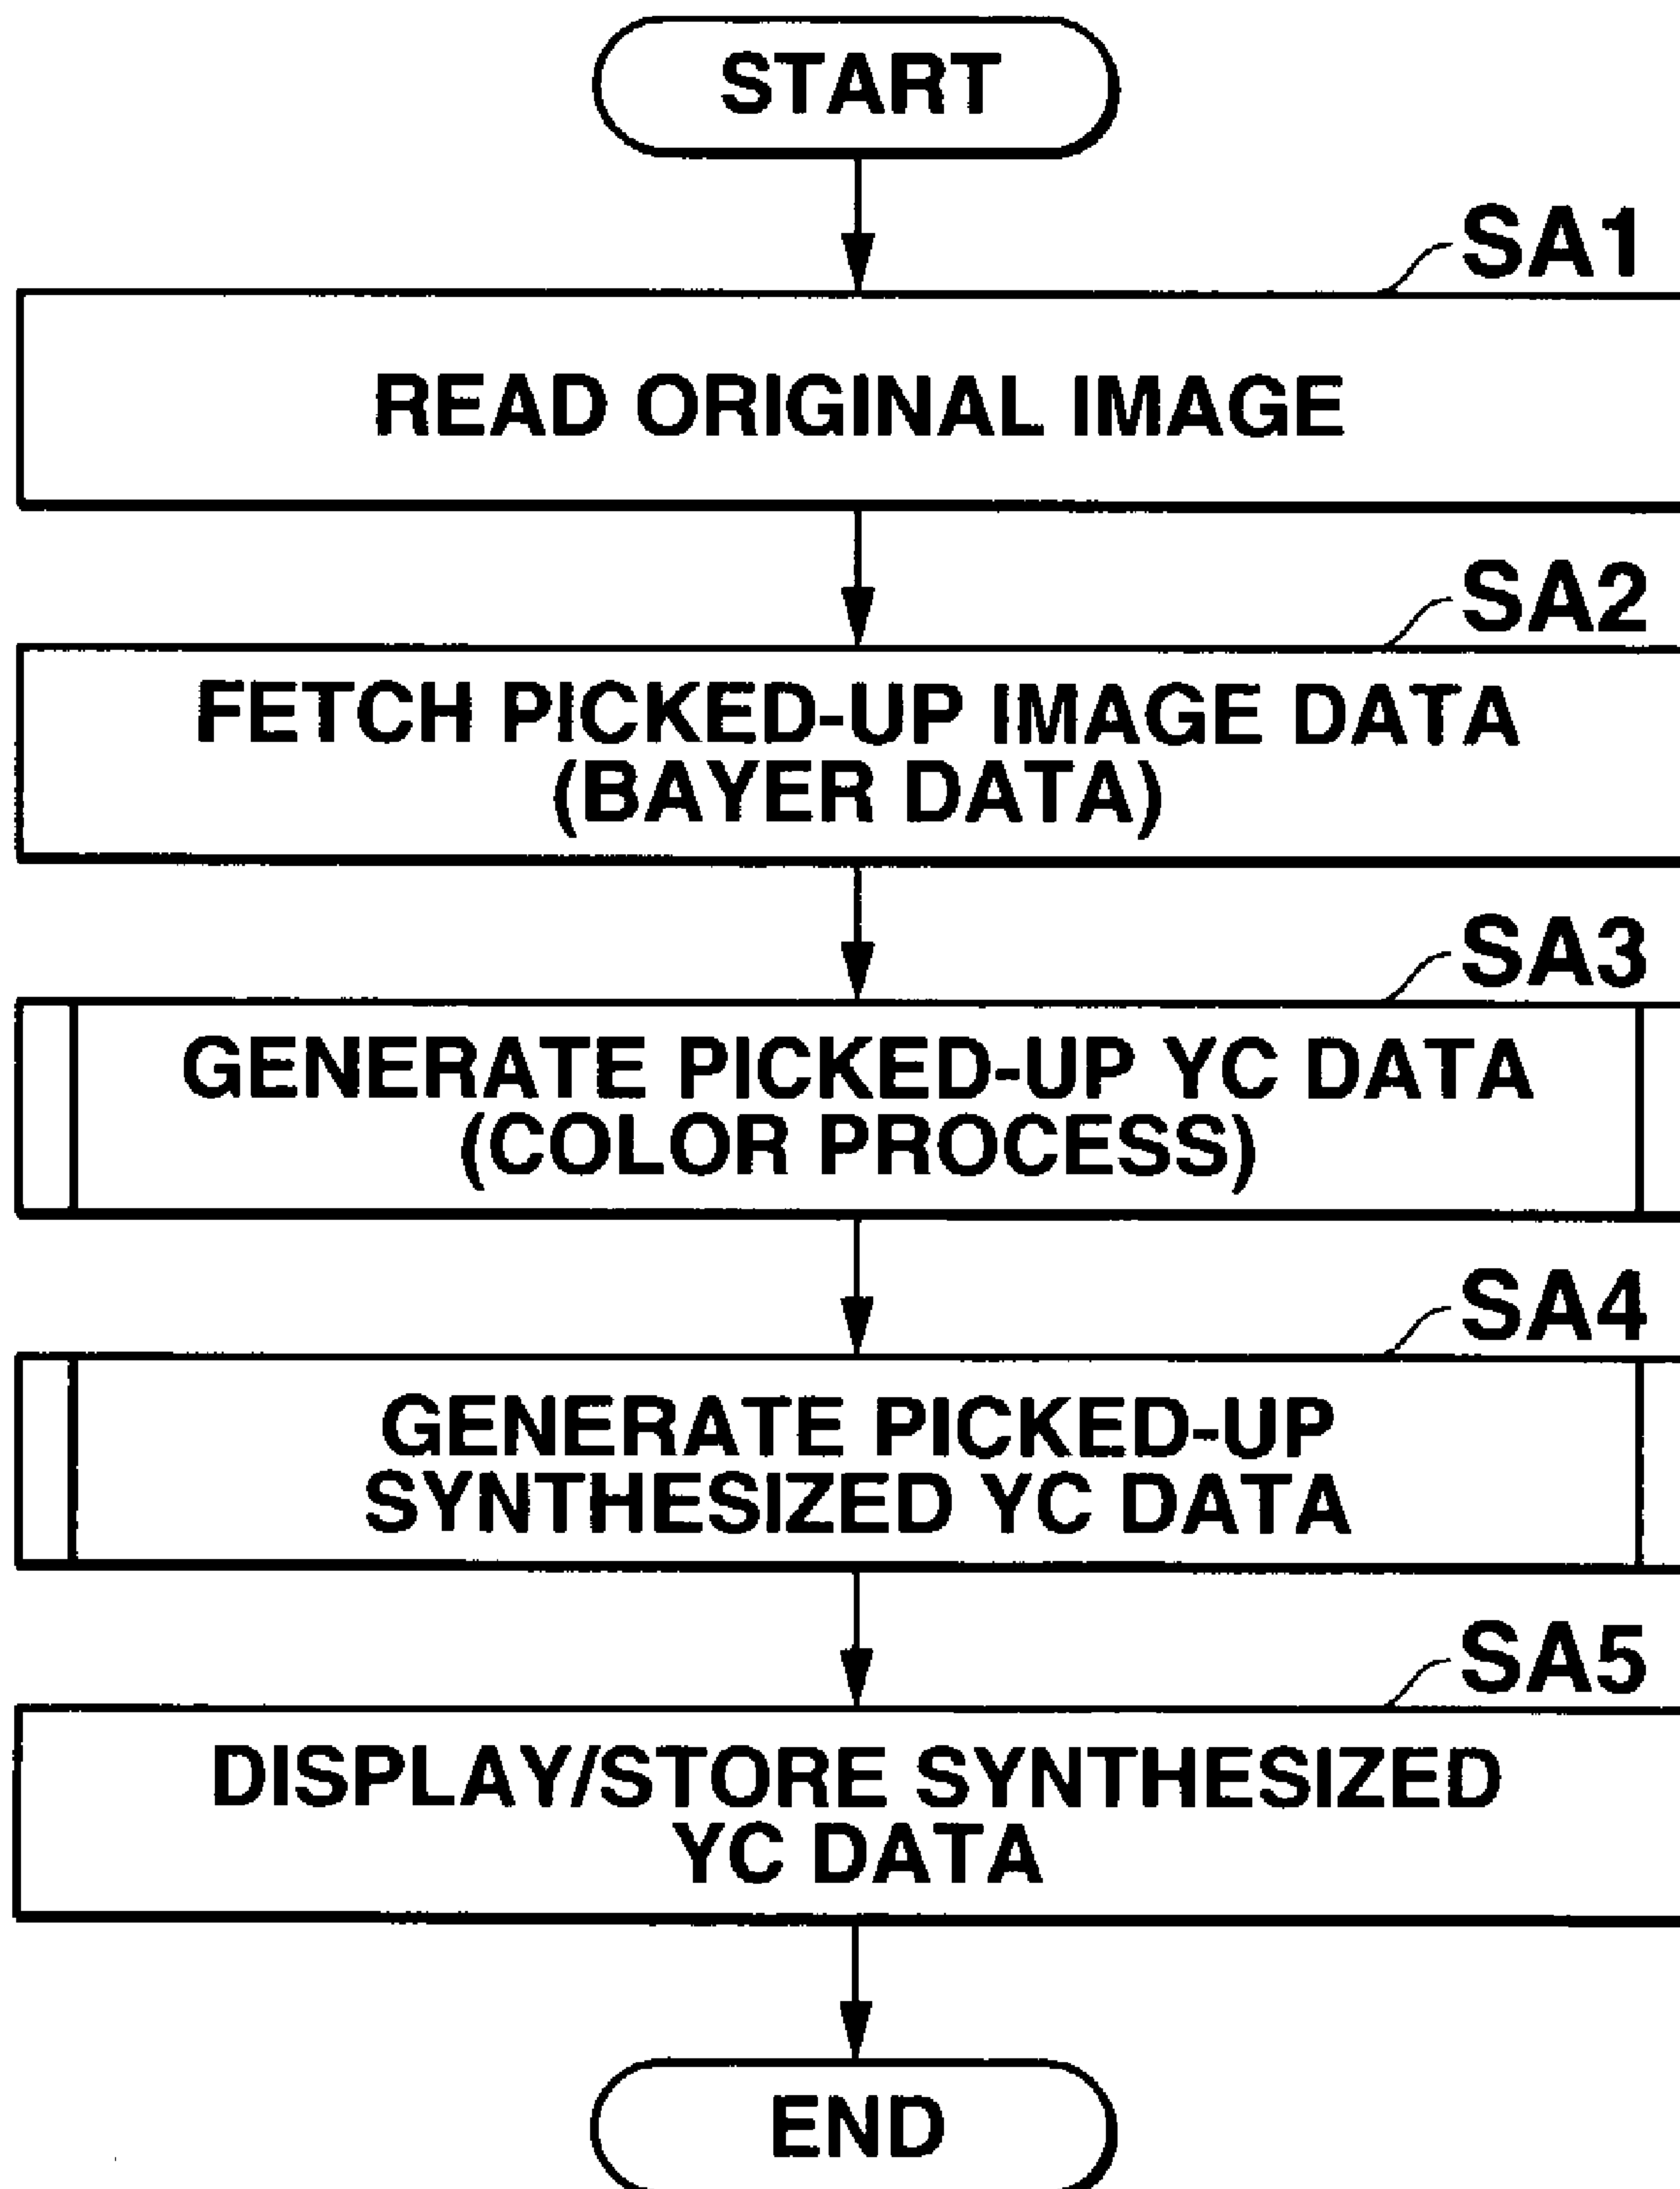 START
SA1
READ ORIGINAL IMAGE
SA2
FETCH PICKED-UP IMAGE DATA
(BAYER DATA)
SA3
GENERATE PICKED-UP YC DATA
(COLOR PROCESS)
SA4
GENERATE PICKED-UP
SYNTHESIZED YC DATA
SA5
DISPLAY/STORE SYNTHESIZED
YC DATA
END